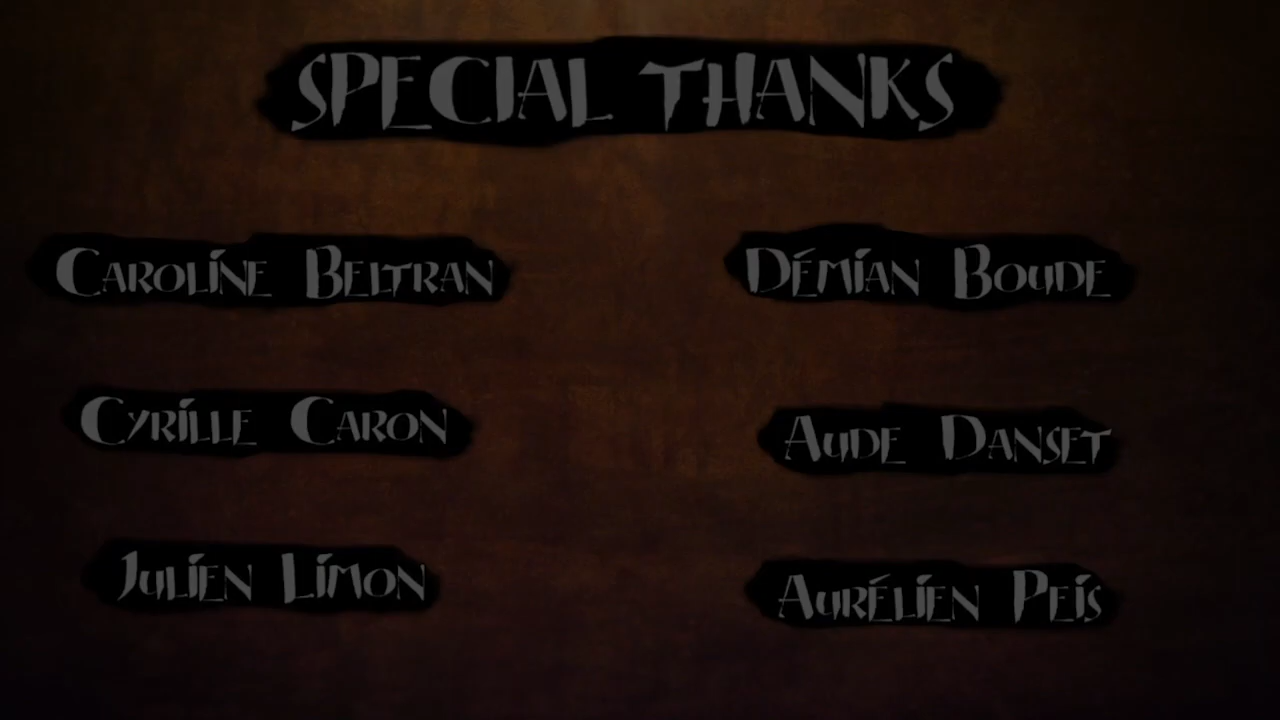 SPECIAL THANKS
Caroline Beltran
Démian Boude
Cyrille Caron
Aude Danset
Julien Limon
Aurélien Peis